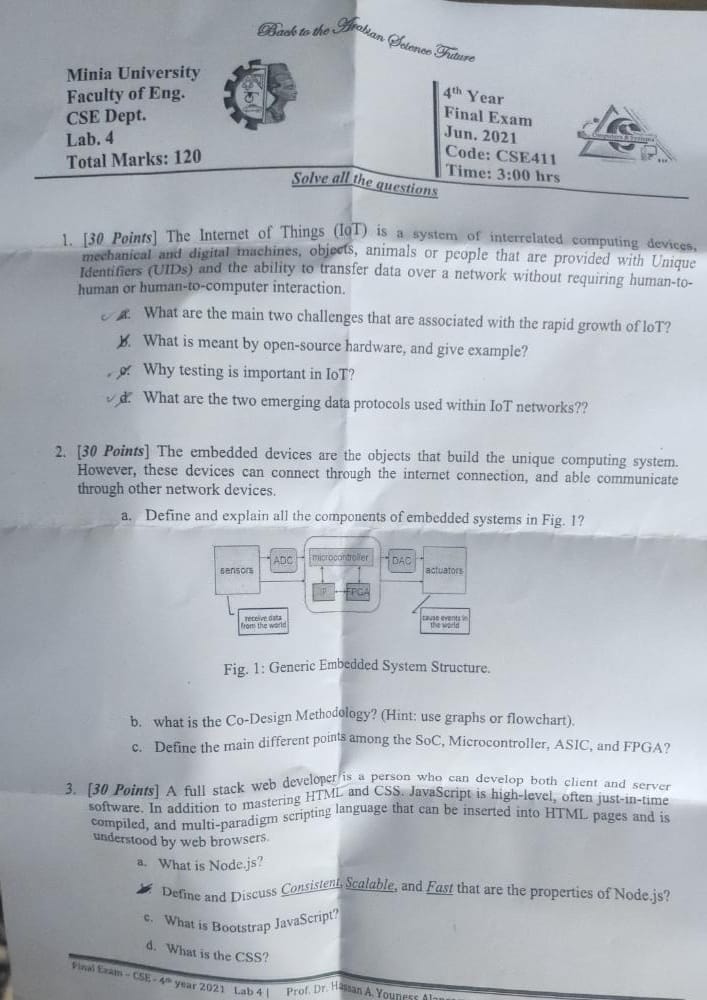 Back to the Arabian Science Future
Minia University
Faculty of Eng.
CSE Dept.
Lab. 4
Total Marks: 120
4th Year
Final Exam
Jun. 2021
Code: CSE411
Time: 3:00 hrs
Computers & Systems
Solve all the questions
1. [30 Points] The Internet of Things (IoT) is a system of interrelated computing devices,
mechanical and digital machines, objects, animals or people that are provided with Unique
Identifiers (UIDs) and the ability to transfer data over a network without requiring human-to-
human or human-to-computer interaction.
a. What are the main two challenges that are associated with the rapid growth of IoT?
b. What is meant by open-source hardware, and give example?
c. Why testing is important in IoT?
d. What are the two emerging data protocols used within IoT networks??
2. [30 Points] The embedded devices are the objects that build the unique computing system.
However, these devices can connect through the internet connection, and able communicate
through other network devices.
a. Define and explain all the components of embedded systems in Fig. 1?
sensors
ADC
microcontroller
DAC
actuators
IP
FPGA
receive data
from the world
cause events in
the world
Fig. 1: Generic Embedded System Structure.
b. what is the Co-Design Methodology? (Hint: use graphs or flowchart).
c. Define the main different points among the SoC, Microcontroller, ASIC, and FPGA?
3. [30 Points] A full stack web developer is a person who can develop both client and server
software. In addition to mastering HTML and CSS. JavaScript is high-level, often just-in-time
compiled, and multi-paradigm scripting language that can be inserted into HTML pages and is
understood by web browsers.
a. What is Node.js?
Define and Discuss Consistent, Scalable, and Fast that are the properties of Node.js?
c. What is Bootstrap JavaScript?
d. What is the CSS?
Final Exam - CSE - 4th year 2021 Lab 4 | Prof. Dr. Hassan A. Youness